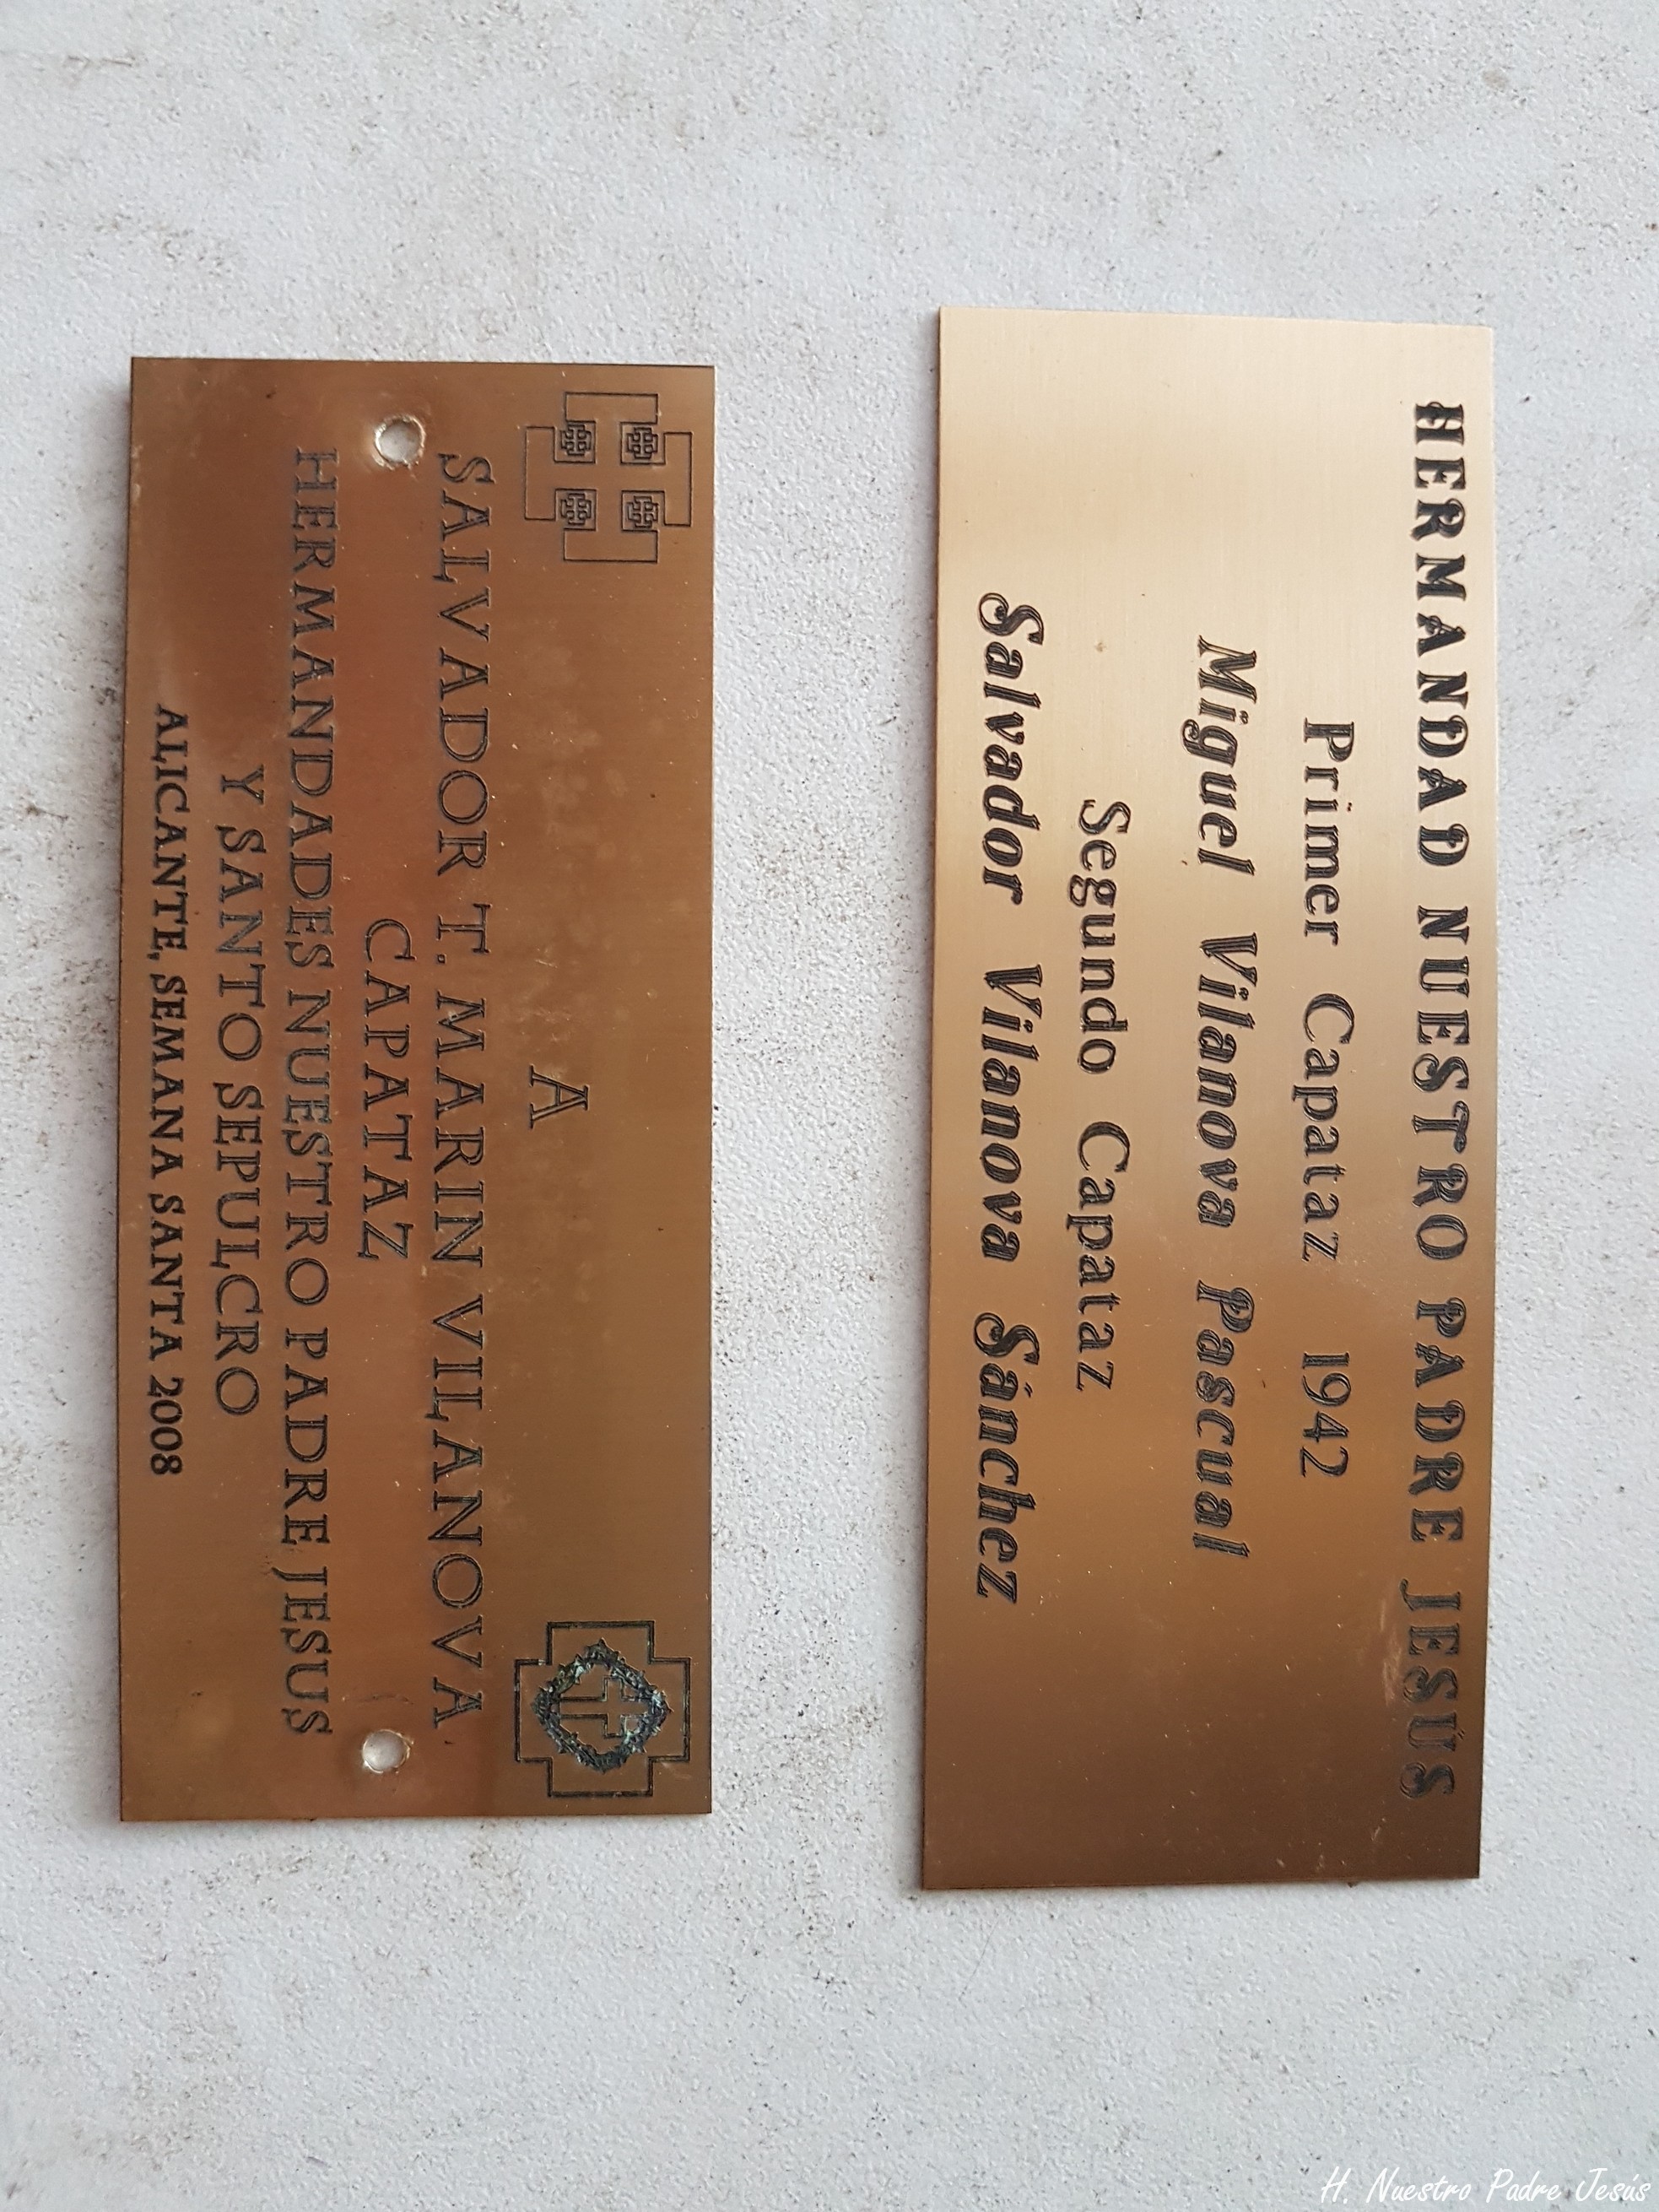 HERMANDAD NUESTRO PADRE JESÚS
Primer Capataz 1942
Miguel Vilanova Pascual
Segundo Capataz
Salvador Vilanova Sánchez
A
SALVADOR T. MARIN VILANOVA
CAPATAZ
HERMANDADES NUESTRO PADRE JESUS
Y SANTO SEPULCRO
ALICANTE, SEMANA SANTA 2008
H. Nuestro Padre Jesús